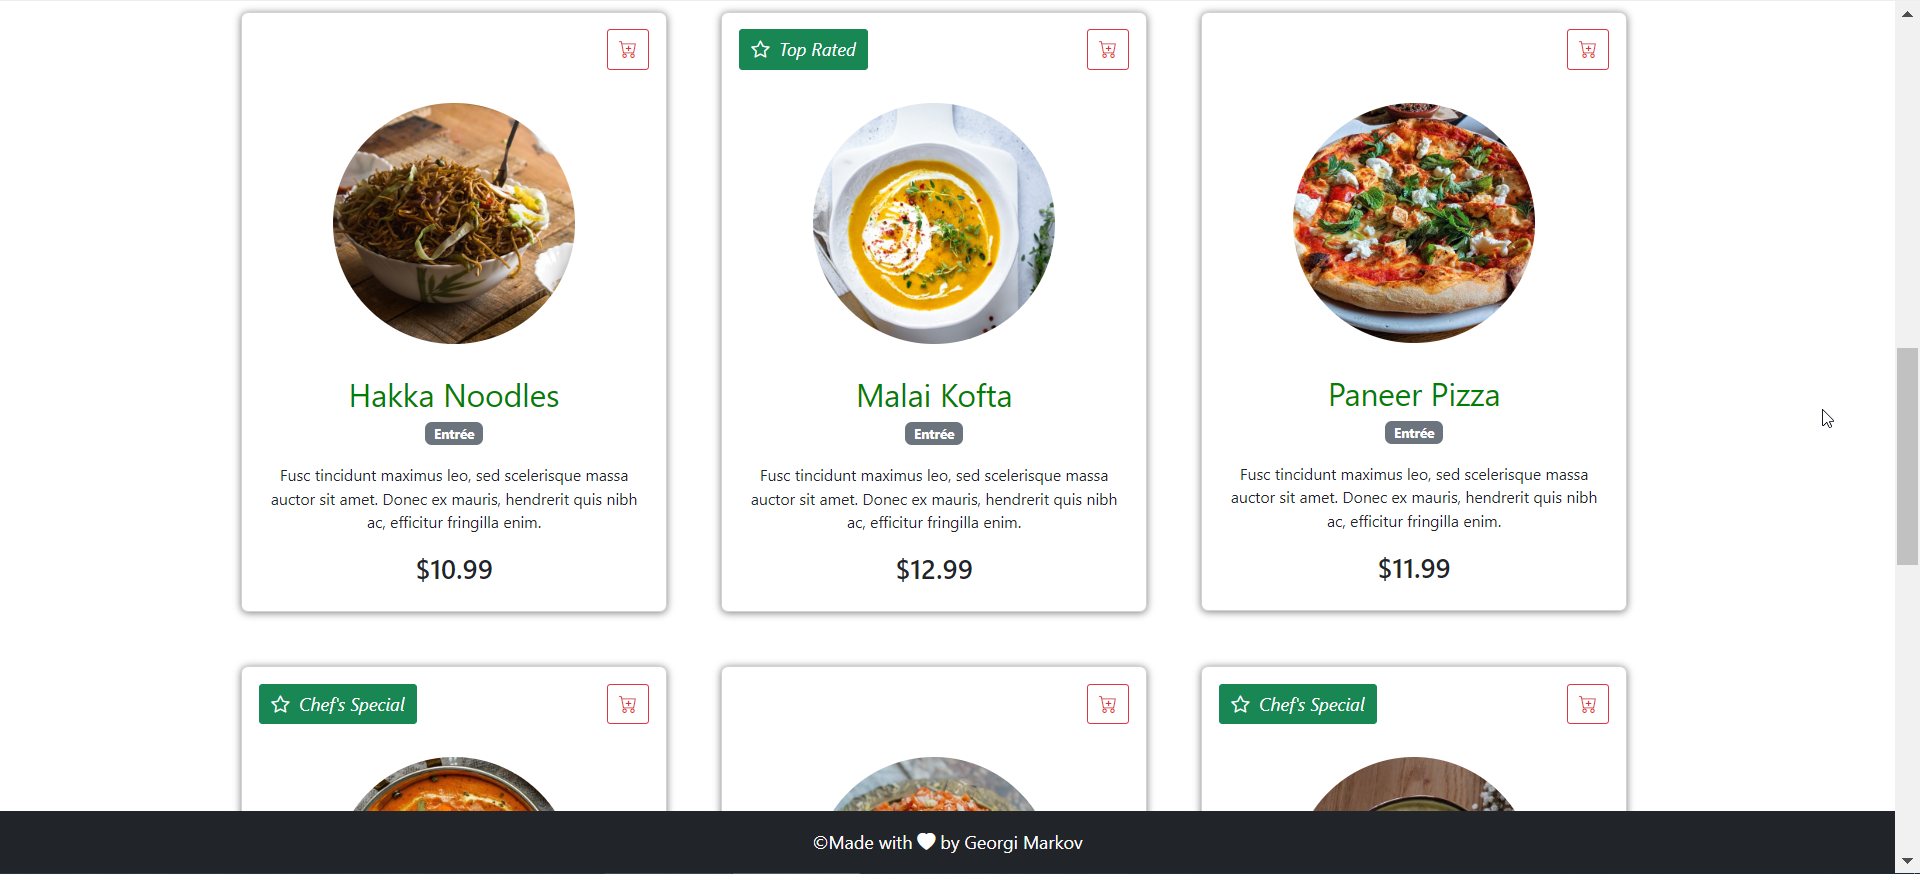 Top Rated
Hakka Noodles
Entrée
Fusc tincidunt maximus leo, sed scelerisque massa
auctor sit amet. Donec ex mauris, hendrerit quis nibh
ac, efficitur fringilla enim.
$10.99
Malai Kofta
Entrée
Fusc tincidunt maximus leo, sed scelerisque massa
auctor sit amet. Donec ex mauris, hendrerit quis nibh
ac, efficitur fringilla enim.
$12.99
Paneer Pizza
Entrée
Fusc tincidunt maximus leo, sed scelerisque massa
auctor sit amet. Donec ex mauris, hendrerit quis nibh
ac, efficitur fringilla enim.
$11.99
Chef's Special
Chef's Special
©Made with ♥ by Georgi Markov